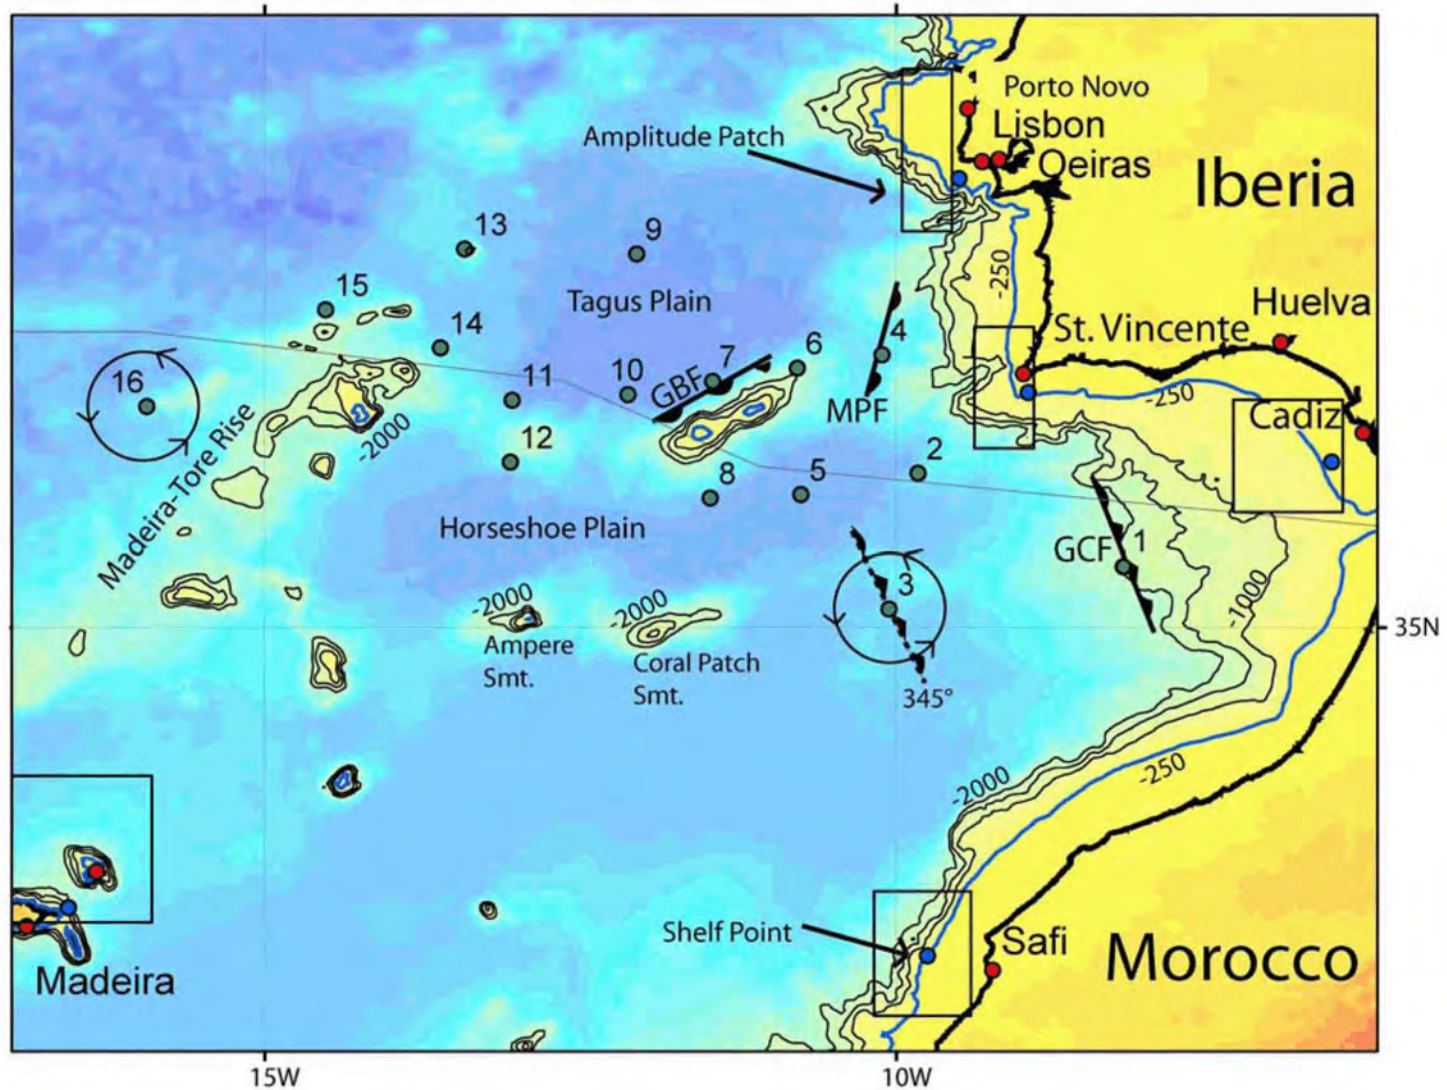 Porto Novo
Amplitude Patch
Lisbon
Oeiras
Iberia
13
9
-250
15
Tagus Plain
Huelva
14
4
St. Vincente
6
7
16
11
10
GBF
MPF
-250
Cadiz
-2000
Madeira-Tore Rise
12
2
8
5
Horseshoe Plain
GCF
1
3
-2000
-2000
-1000
35N
Ampere
Smt.
Coral Patch
Smt.
345°
-2000
-250
Shelf Point
Safi
Morocco
Madeira
15W
10W